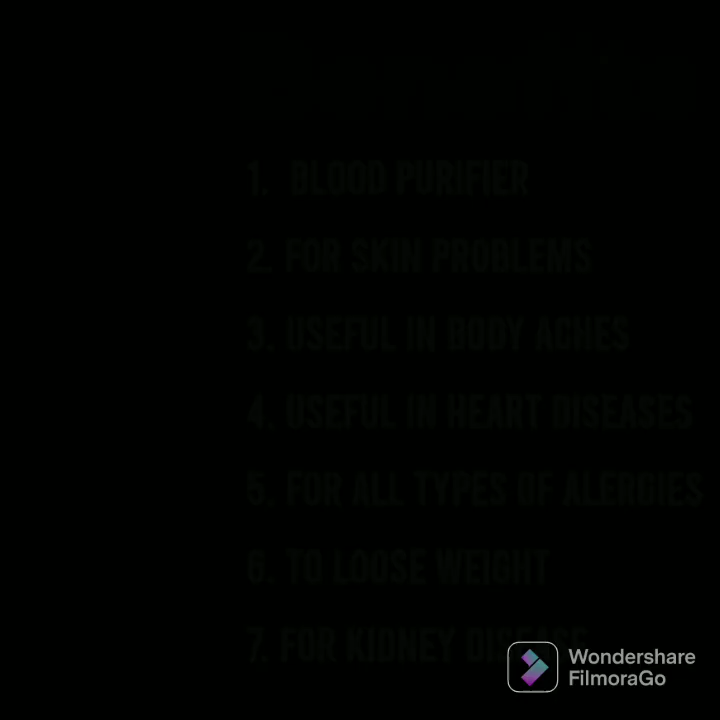 1. BLOOD PURIFIER
2. FOR SKIN PROBLEMS
3. USEFUL IN BODY ACHES
4. USEFUL IN HEART DISEASES
5. FOR ALL TYPES OF ALERGIES
6. TO LOOSE WEIGHT
7. FOR KIDNEY DISEASE
Wondershare
FilmoraGo